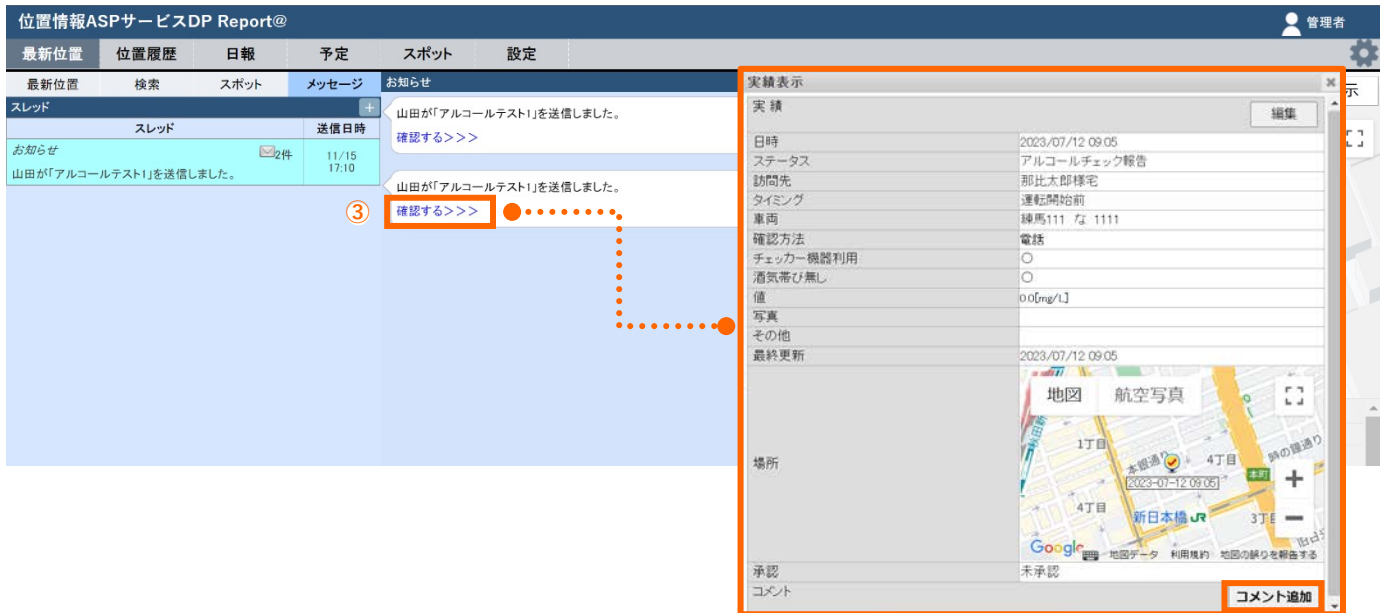 位置情報ASPサービスDP Report@
管理者
最新位置 位置履歴 日報 予定 スポット 設定
最新位置 検索 スポット メッセージ
スレッド
+
スレッド 送信日時
お知らせ 2件
山田が「アルコールテスト1」を送信しました。
11/15
17:10
お知らせ
山田が「アルコールテスト1」を送信しました。
確認する>>>
山田が「アルコールテスト1」を送信しました。
③
確認する>>>
示
実績表示 ×
実績 編集
日時 2023/07/12 09:05
ステータス アルコールチェック報告
訪問先 那比太郎様宅
タイミング 運転開始前
車両 練馬111 な 1111
確認方法 電話
チェッカー機器利用 ○
酒気帯び無し ○
値 0.0[mg/L]
写真
その他
最終更新 2023/07/12 09:05
場所
地図 航空写真
1丁目
本銀通り
4丁目
時の鐘通り
2023-07-12 09:05
本町
+
4丁目
新日本橋 JR
3丁目
−
Google 地図データ 利用規約 地図の誤りを報告する
承認 未承認
コメント コメント追加